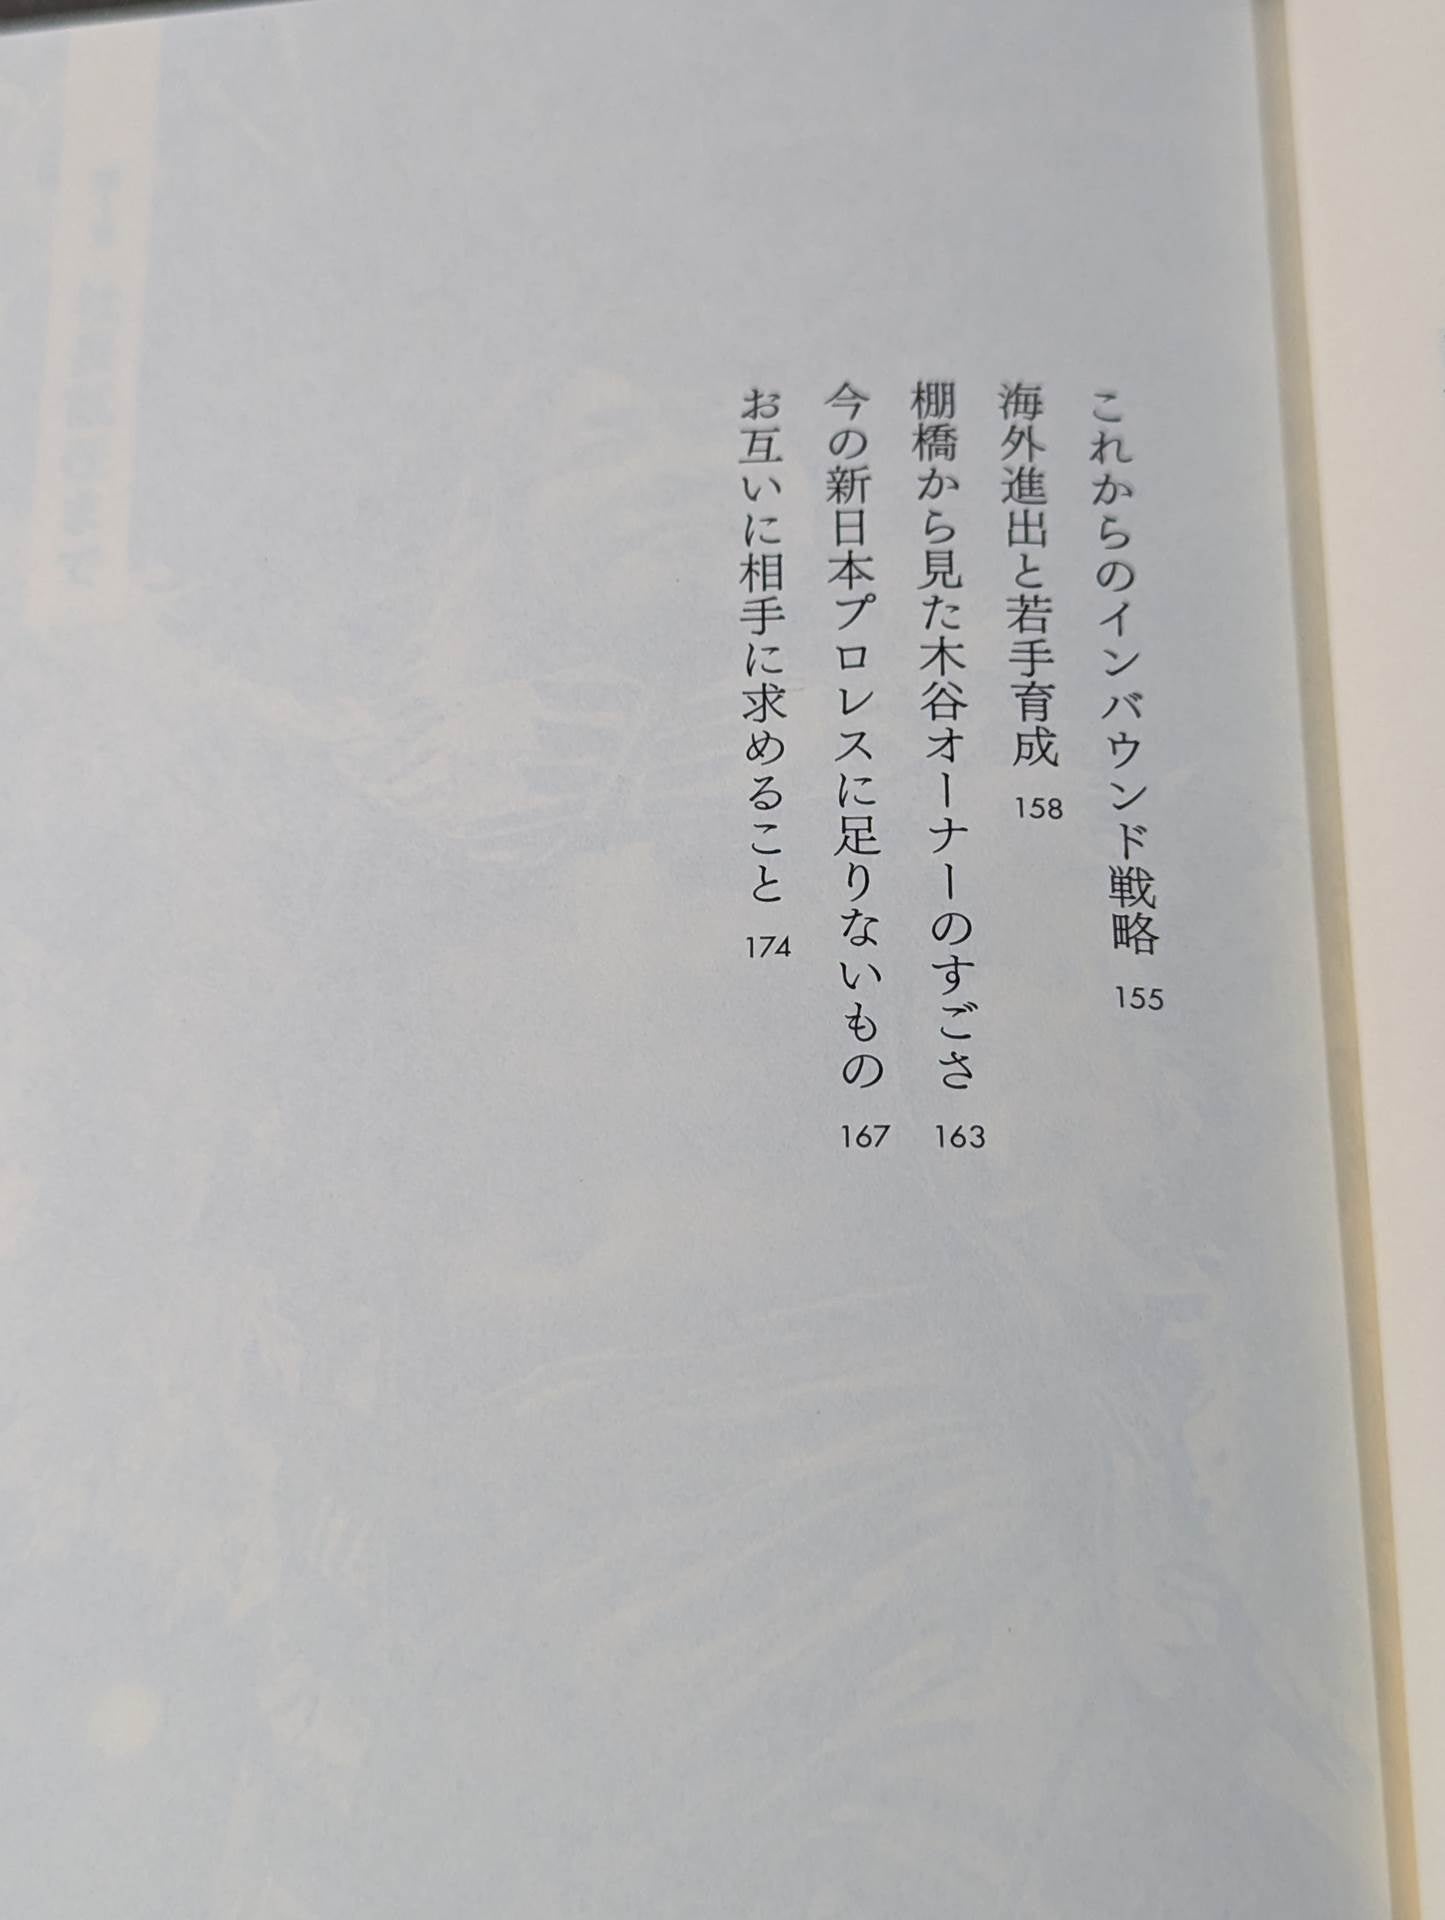 これからのインバウンド戦略 155
海外進出と若手育成 158
棚橋から見た木谷オーナーのすごさ 163
今の新日本プロレスに足りないもの 167
お互いに相手に求めること 174